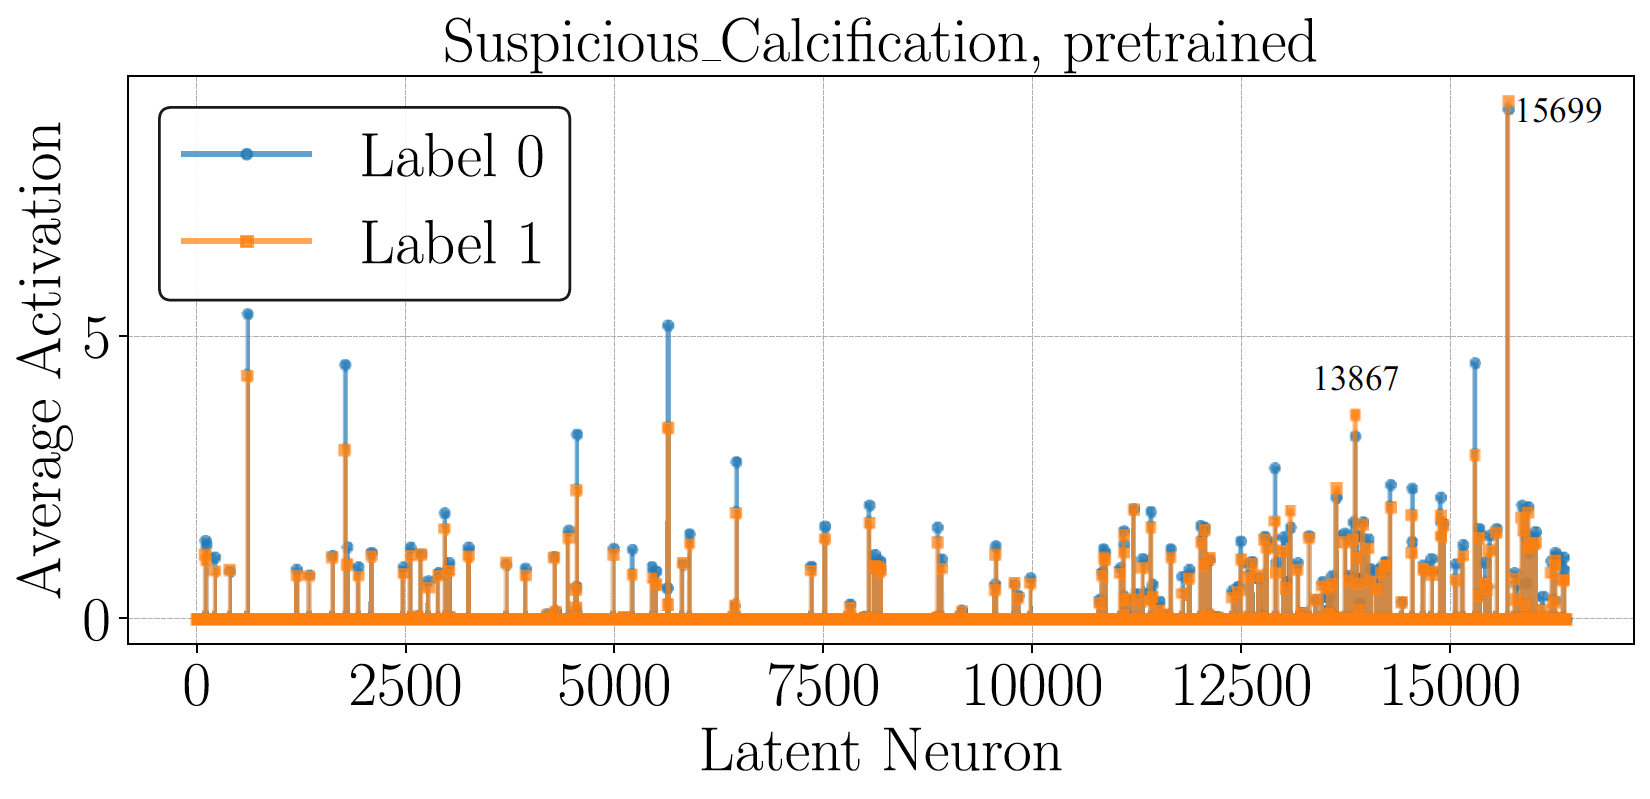 Suspicious_Calcification, pretrained
Label 0
Label 1
15699
13867
Average Activation
5
0
0 2500 5000 7500 10000 12500 15000
Latent Neuron